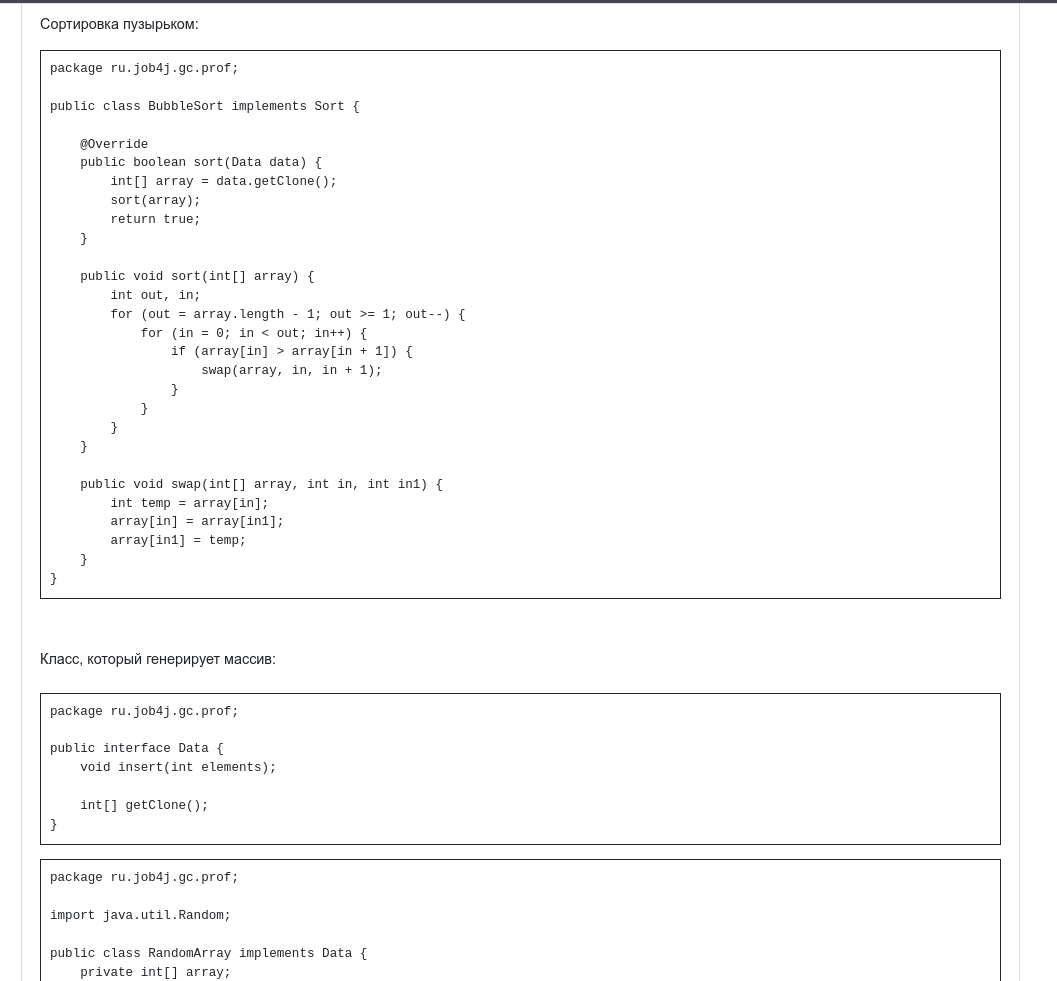 Сортировка пузырьком:
package ru.job4j.gc.prof;
public class BubbleSort implements Sort {
@Override
public boolean sort(Data data) {
int[] array = data.getClone();
sort(array);
return true;
}
public void sort(int[] array) {
int out, in;
for (out = array.length - 1; out >= 1; out--) {
for (in = 0; in < out; in++) {
if (array[in] > array[in + 1]) {
swap(array, in, in + 1);
}
}
}
}
public void swap(int[] array, int in, int in1) {
int temp = array[in];
array[in] = array[in1];
array[in1] = temp;
}
}
Класс, который генерирует массив:
package ru.job4j.gc.prof;
public interface Data {
void insert(int elements);
int[] getClone();
}
package ru.job4j.gc.prof;
import java.util.Random;
public class RandomArray implements Data {
private int[] array;